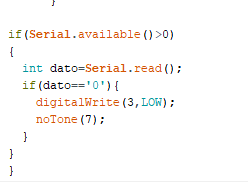 }
if(Serial.available()>0)
{
int dato=Serial.read();
if(dato=='0'){
digitalWrite(3,LOW);
noTone(7);
}
}
}